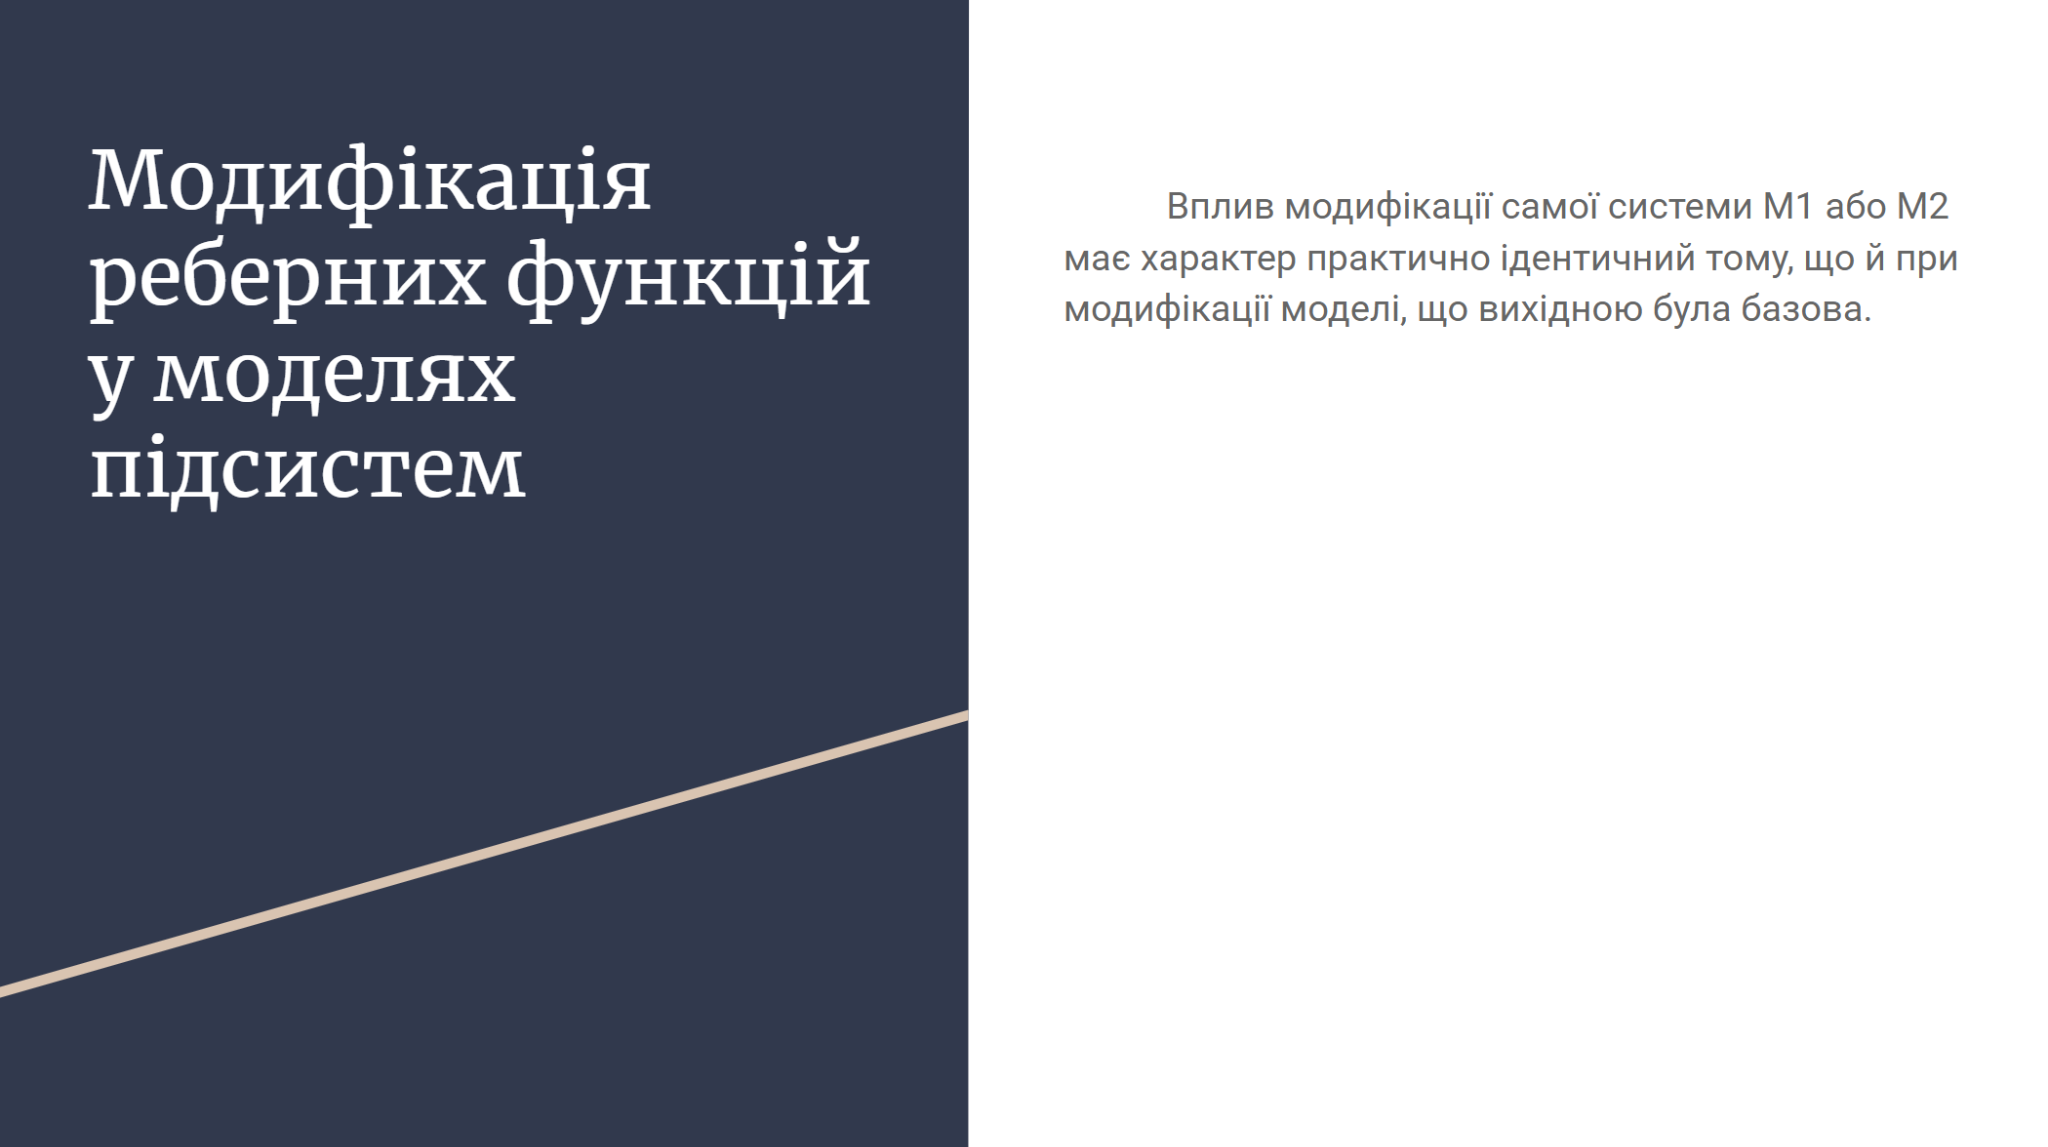 Модифікація
реберних функцій
у моделях
підсистем
Вплив модифікації самої системи М1 або М2
має характер практично ідентичний тому, що й при
модифікації моделі, що вихідною була базова.